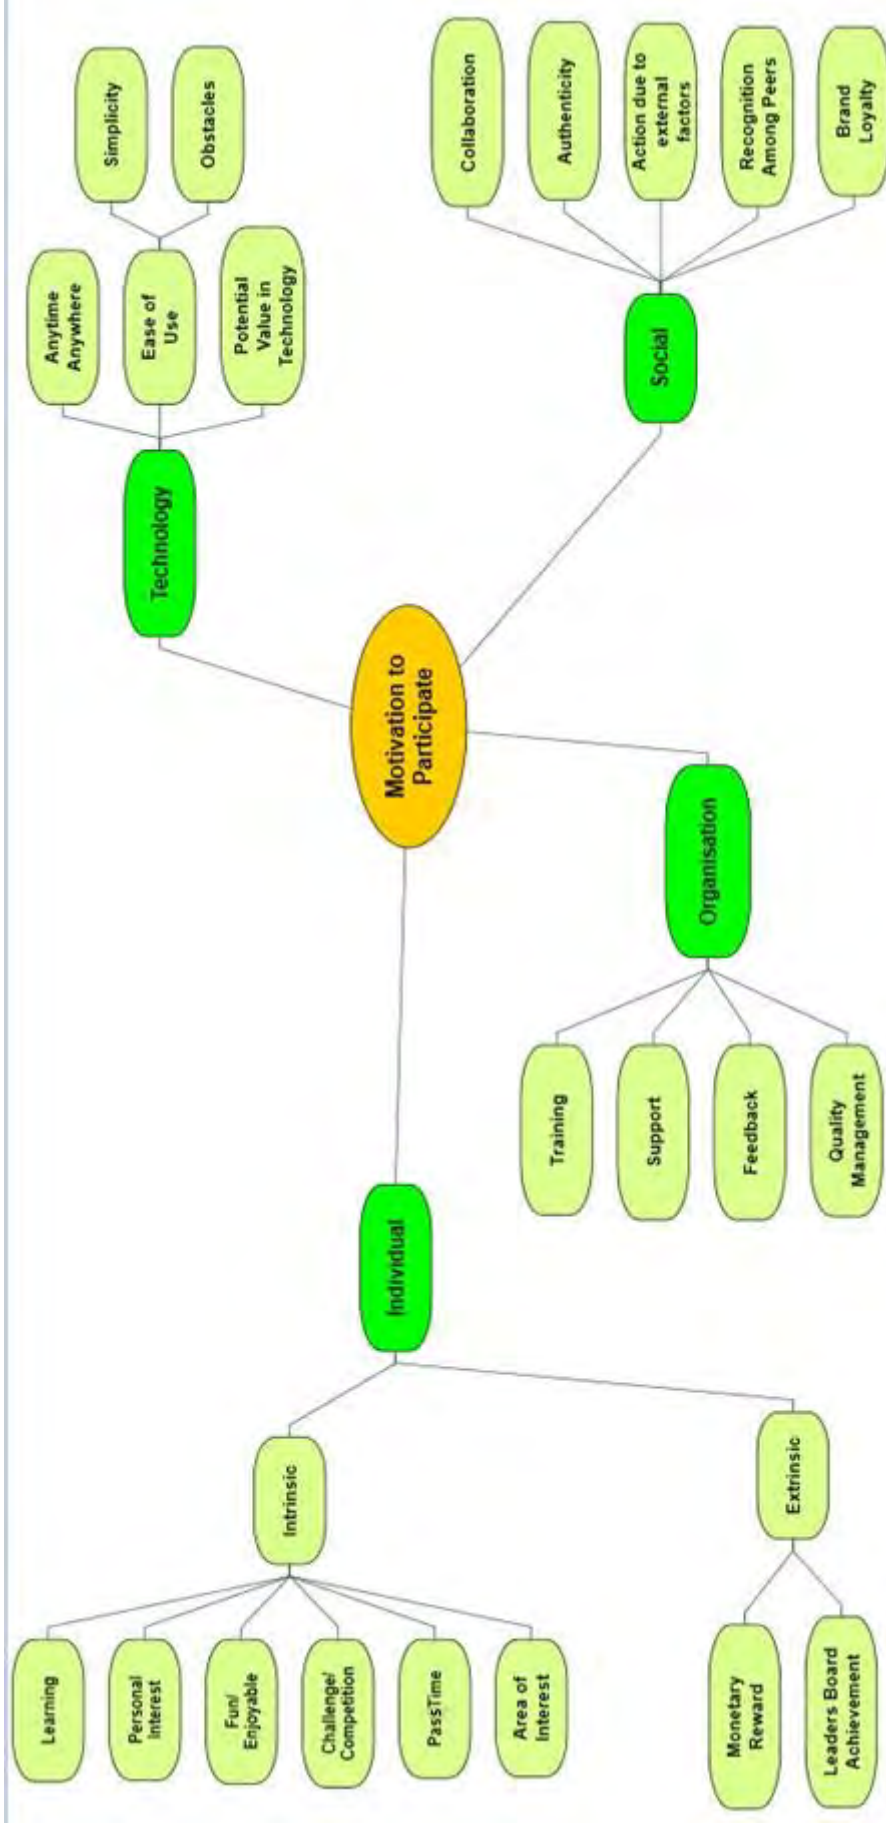 Learning
Personal
Interest
Fun/
Enjoyable
Challenge/
Competition
PassTime
Area of
Interest
Intrinsic
Monetary
Reward
Leaders Board
Achievement
Extrinsic
Individual
Training
Support
Feedback
Quality
Management
Organisation
Motivation to
Participate
Technology
Anytime
Anywhere
Ease of
Use
Potential
Value in
Technology
Simplicity
Obstacles
Social
Collaboration
Authenticity
Action due to
external
factors
Recognition
Among Peers
Brand
Loyalty